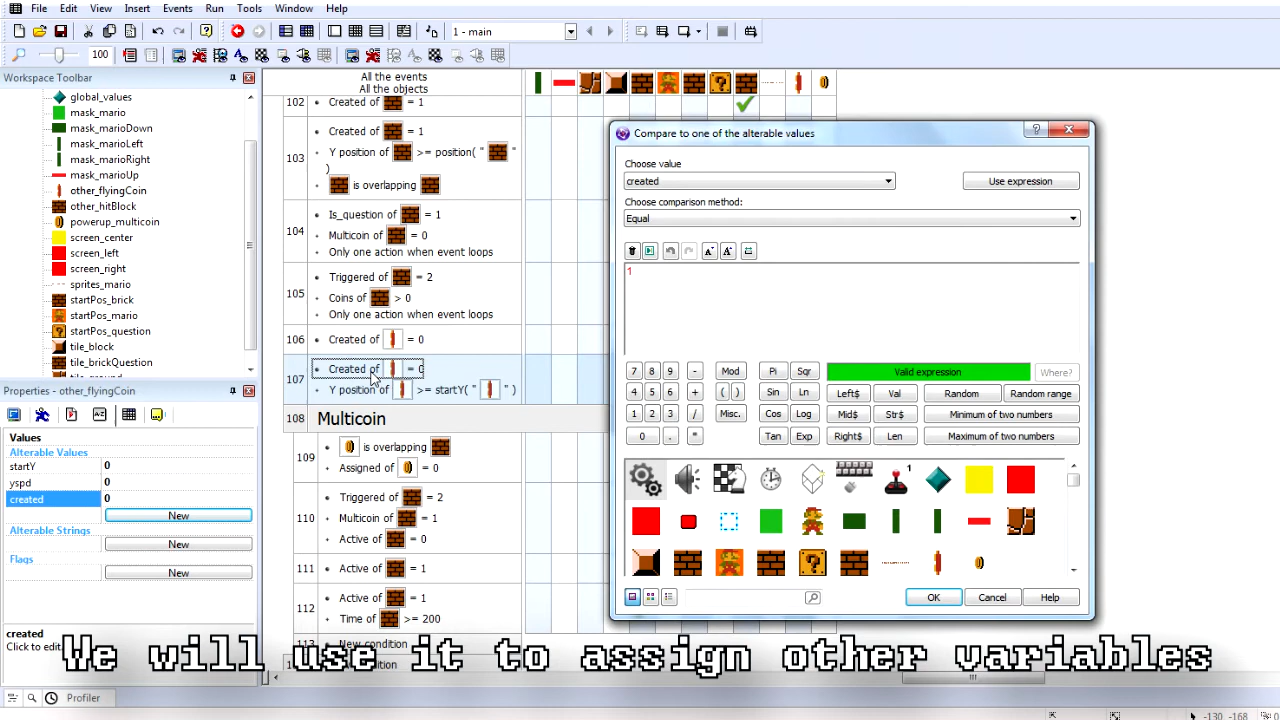 File Edit View Insert Events Run Tools Window Help
100
1 - main
Workspace Toolbar
global_values
mask_mario
mask_marioDown
mask_marioLeft
mask_marioRight
mask_marioUp
other_flyingCoin
other_hitBlock
powerup_multicoin
screen_center
screen_left
screen_right
sprites_mario
startPos_brick
startPos_mario
startPos_question
tile_block
tile_brickQuestion
Properties - other_flyingCoin
Values
Alterable Values
startY 0
yspd 0
created 0
New
Alterable Strings
New
Flags
New
created
Click to edit.
Profiler
All the events
All the objects
102 Created of = 1
103
Created of = 1
Y position of >= position( " "
)
is overlapping
104
Is_question of = 1
Multicoin of = 0
Only one action when event loops
105
Triggered of = 2
Coins of > 0
Only one action when event loops
106 Created of = 0
107
Created of = 0
Y position of >= startY( " " )
108 Multicoin
109
is overlapping
Assigned of = 0
110
Triggered of = 2
Multicoin of = 1
Active of = 0
111 Active of = 1
112
Active of = 1
Time of >= 200
113 New condition
Compare to one of the alterable values
Choose value
created
Use expression
Choose comparison method:
Equal
1
7 8 9 - Mod Pi Sqr Valid expression Where?
4 5 6 + ( ) Sin Ln Left$ Val Random Random range
1 2 3 / Misc. Cos Log Mid$ Str$ Minimum of two numbers
0 . * Tan Exp Right$ Len Maximum of two numbers
1
OK Cancel Help
We will use it to assign other variables
-130, -168